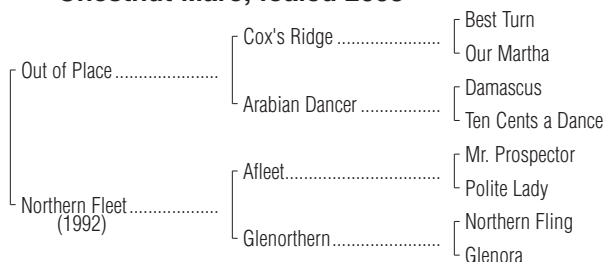 Chestnut Mare; foaled
Best Turn
Cox's Ridge ....................
Our Martha
Out of Place ....................
Damascus
Arabian Dancer ................
Ten Cents a Dance
Mr. Prospector
Afleet..............................
Polite Lady
Northern Fleet .................
(1992)
Northern Fling
Glenorthern.....................
Glenora